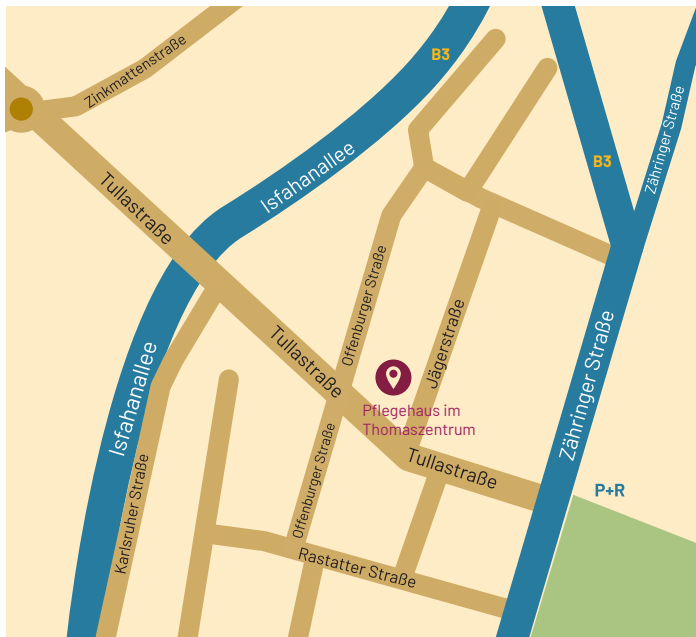 Zinkmattenstraße
B3
Isfahanallee
B3
Zähringer Straße
Tullastraße
Offenburger Straße
Jägerstraße
Tullastraße
Isfahanallee
Zähringer Straße
Pflegehaus im
Thomaszentrum
Karlsruher Straße
Offenburger Straße
Tullastraße
P+R
Rastatter Straße